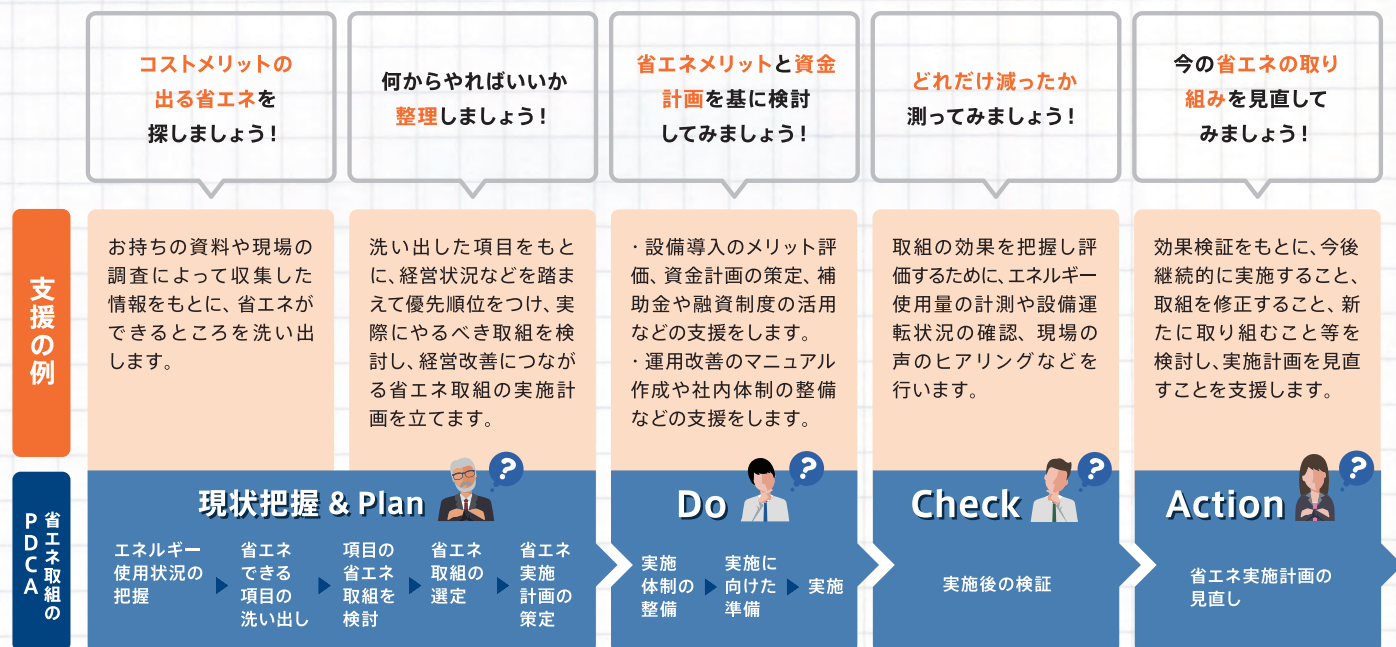 コストメリットの
出る省エネを
探しましょう!
何からやればいいか
整理しましょう!
省エネメリットと資金
計画を基に検討
してみましょう!
どれだけ減ったか
測ってみましょう!
今の省エネの取り
組みを見直して
みましょう!
支援の例
お持ちの資料や現場の
調査によって収集した
情報をもとに、省エネが
できるところを洗い出
します。
洗い出した項目をもと
に、経営状況などを踏ま
えて優先順位をつけ、実
際にやるべき取組を検
討し、経営改善につなが
る省エネ取組の実施計
画を立てます。
・設備導入のメリット評
価、資金計画の策定、補
助金や融資制度の活用
などの支援をします。
・運用改善のマニュアル
作成や社内体制の整備
などの支援をします。
取組の効果を把握し評
価するために、エネルギー
使用量の計測や設備運
転状況の確認、現場の
声のヒアリングなどを
行います。
効果検証をもとに、今後
継続的に実施すること、
取組を修正すること、新
たに取り組むこと等を
検討し、実施計画を見直
すことを支援します。
省エネ取組の
PDCA
現状把握 & Plan
?
エネルギー
使用状況の
把握
省エネ
できる
項目の
洗い出し
項目の
省エネ
取組を
検討
省エネ
取組の
選定
省エネ
実施
計画の
策定
Do
?
実施
体制の
整備
実施に
向けた
準備
実施
Check
?
実施後の検証
Action
?
省エネ実施計画の
見直し